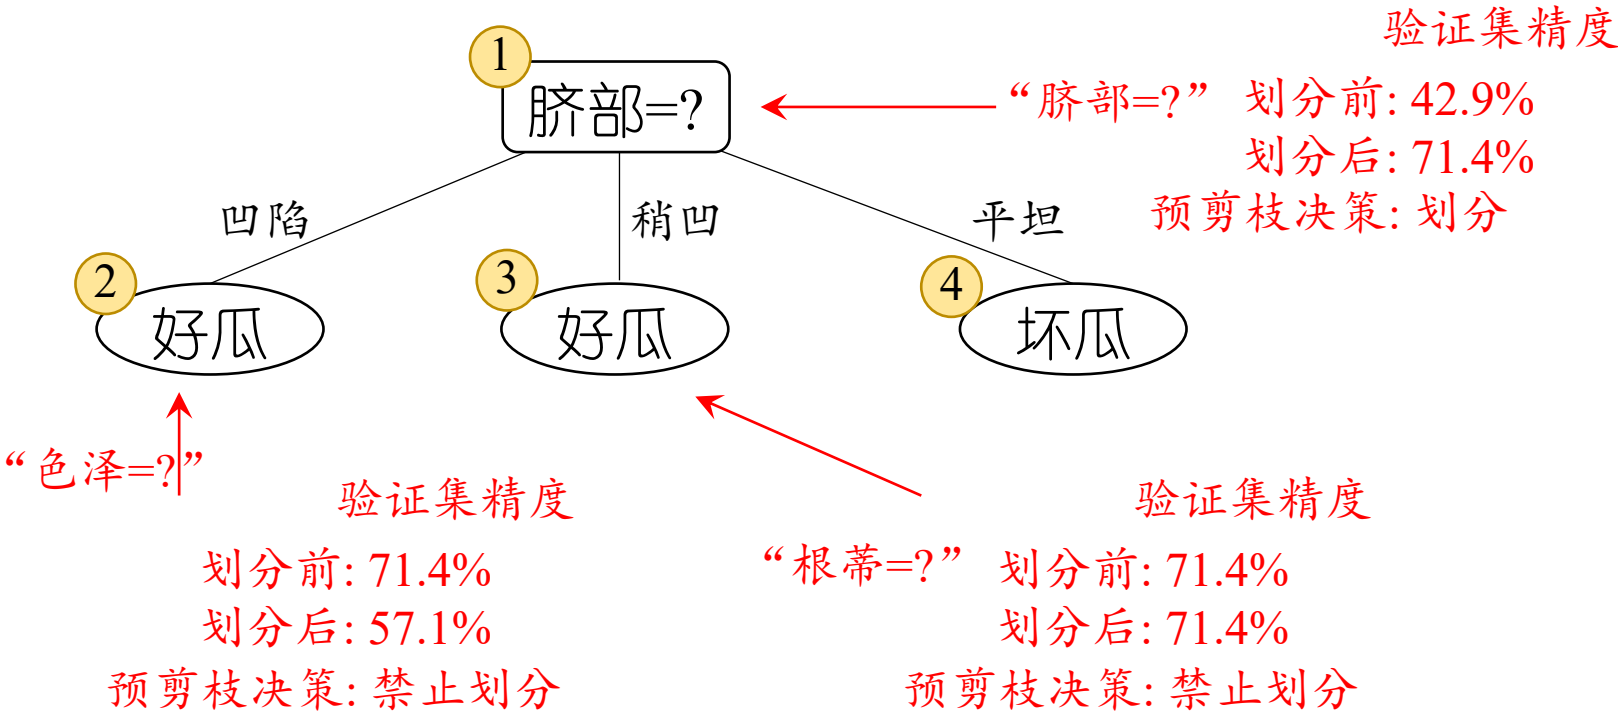 验证集精度
1
脐部=?
“脐部=?” 划分前: 42.9%
划分后: 71.4%
预剪枝决策: 划分
凹陷
稍凹
平坦
2
好瓜
3
好瓜
4
坏瓜
“色泽=?”
验证集精度
划分前: 71.4%
划分后: 57.1%
预剪枝决策: 禁止划分
验证集精度
“根蒂=?” 划分前: 71.4%
划分后: 71.4%
预剪枝决策: 禁止划分